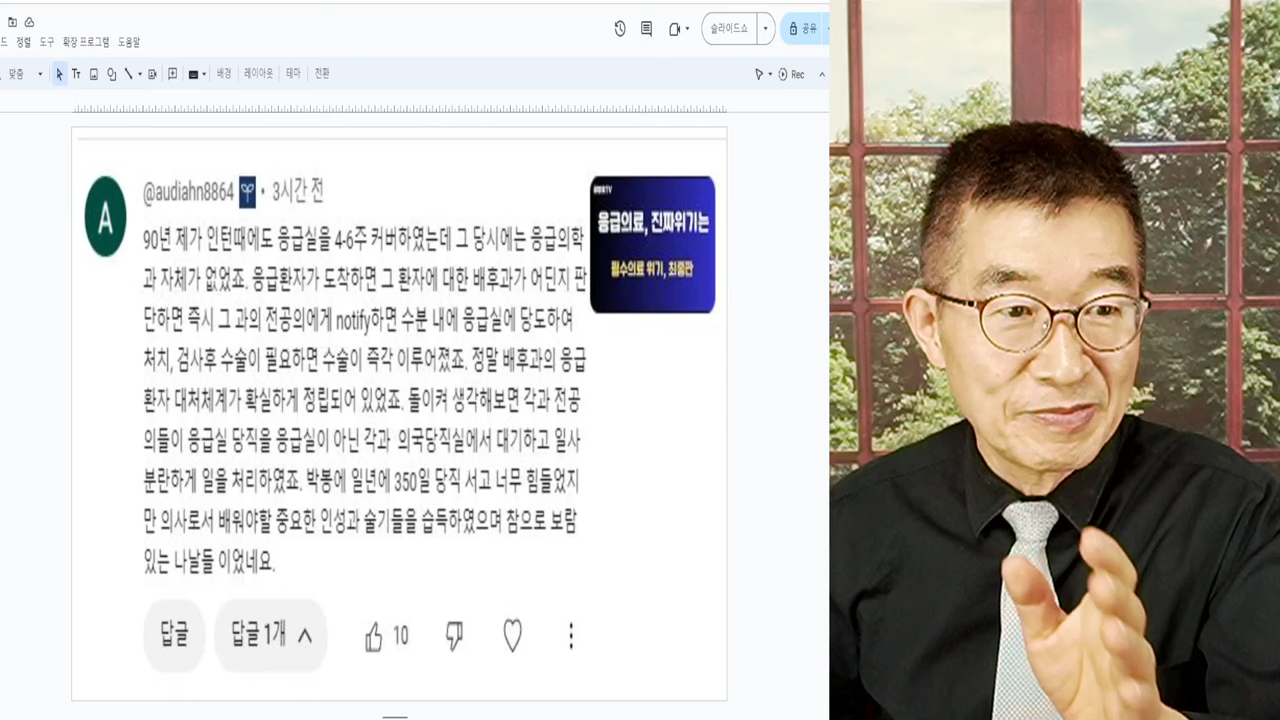 드 정렬 도구 확장 프로그램 도움말
슬라이드쇼
공유
맞춤
Tт
배경 레이아웃 테마 전환
Rec
A
@audiahn8864 · 3시간 전
90년 제가 인턴때에도 응급실을 4-6주 커버하였는데 그 당시에는 응급의학
과 자체가 없었죠. 응급환자가 도착하면 그 환자에 대한 배후과가 어딘지 판
단하면 즉시 그 과의 전공의에게 notify하면 수분 내에 응급실에 당도하여
처치, 검사후 수술이 필요하면 수술이 즉각 이루어졌죠. 정말 배후과의 응급
환자 대처체계가 확실하게 정립되어 있었죠. 돌이켜 생각해보면 각과 전공
의들이 응급실 당직을 응급실이 아닌 각과 의국당직실에서 대기하고 일사
분란하게 일을 처리하였죠. 박봉에 일년에 350일 당직 서고 너무 힘들었지
만 의사로서 배워야할 중요한 인성과 술기들을 습득하였으며 참으로 보람
있는 나날들 이었네요.
응급의료, 진짜위기는
필수의료 위기, 최종판
답글
답글 1개
10